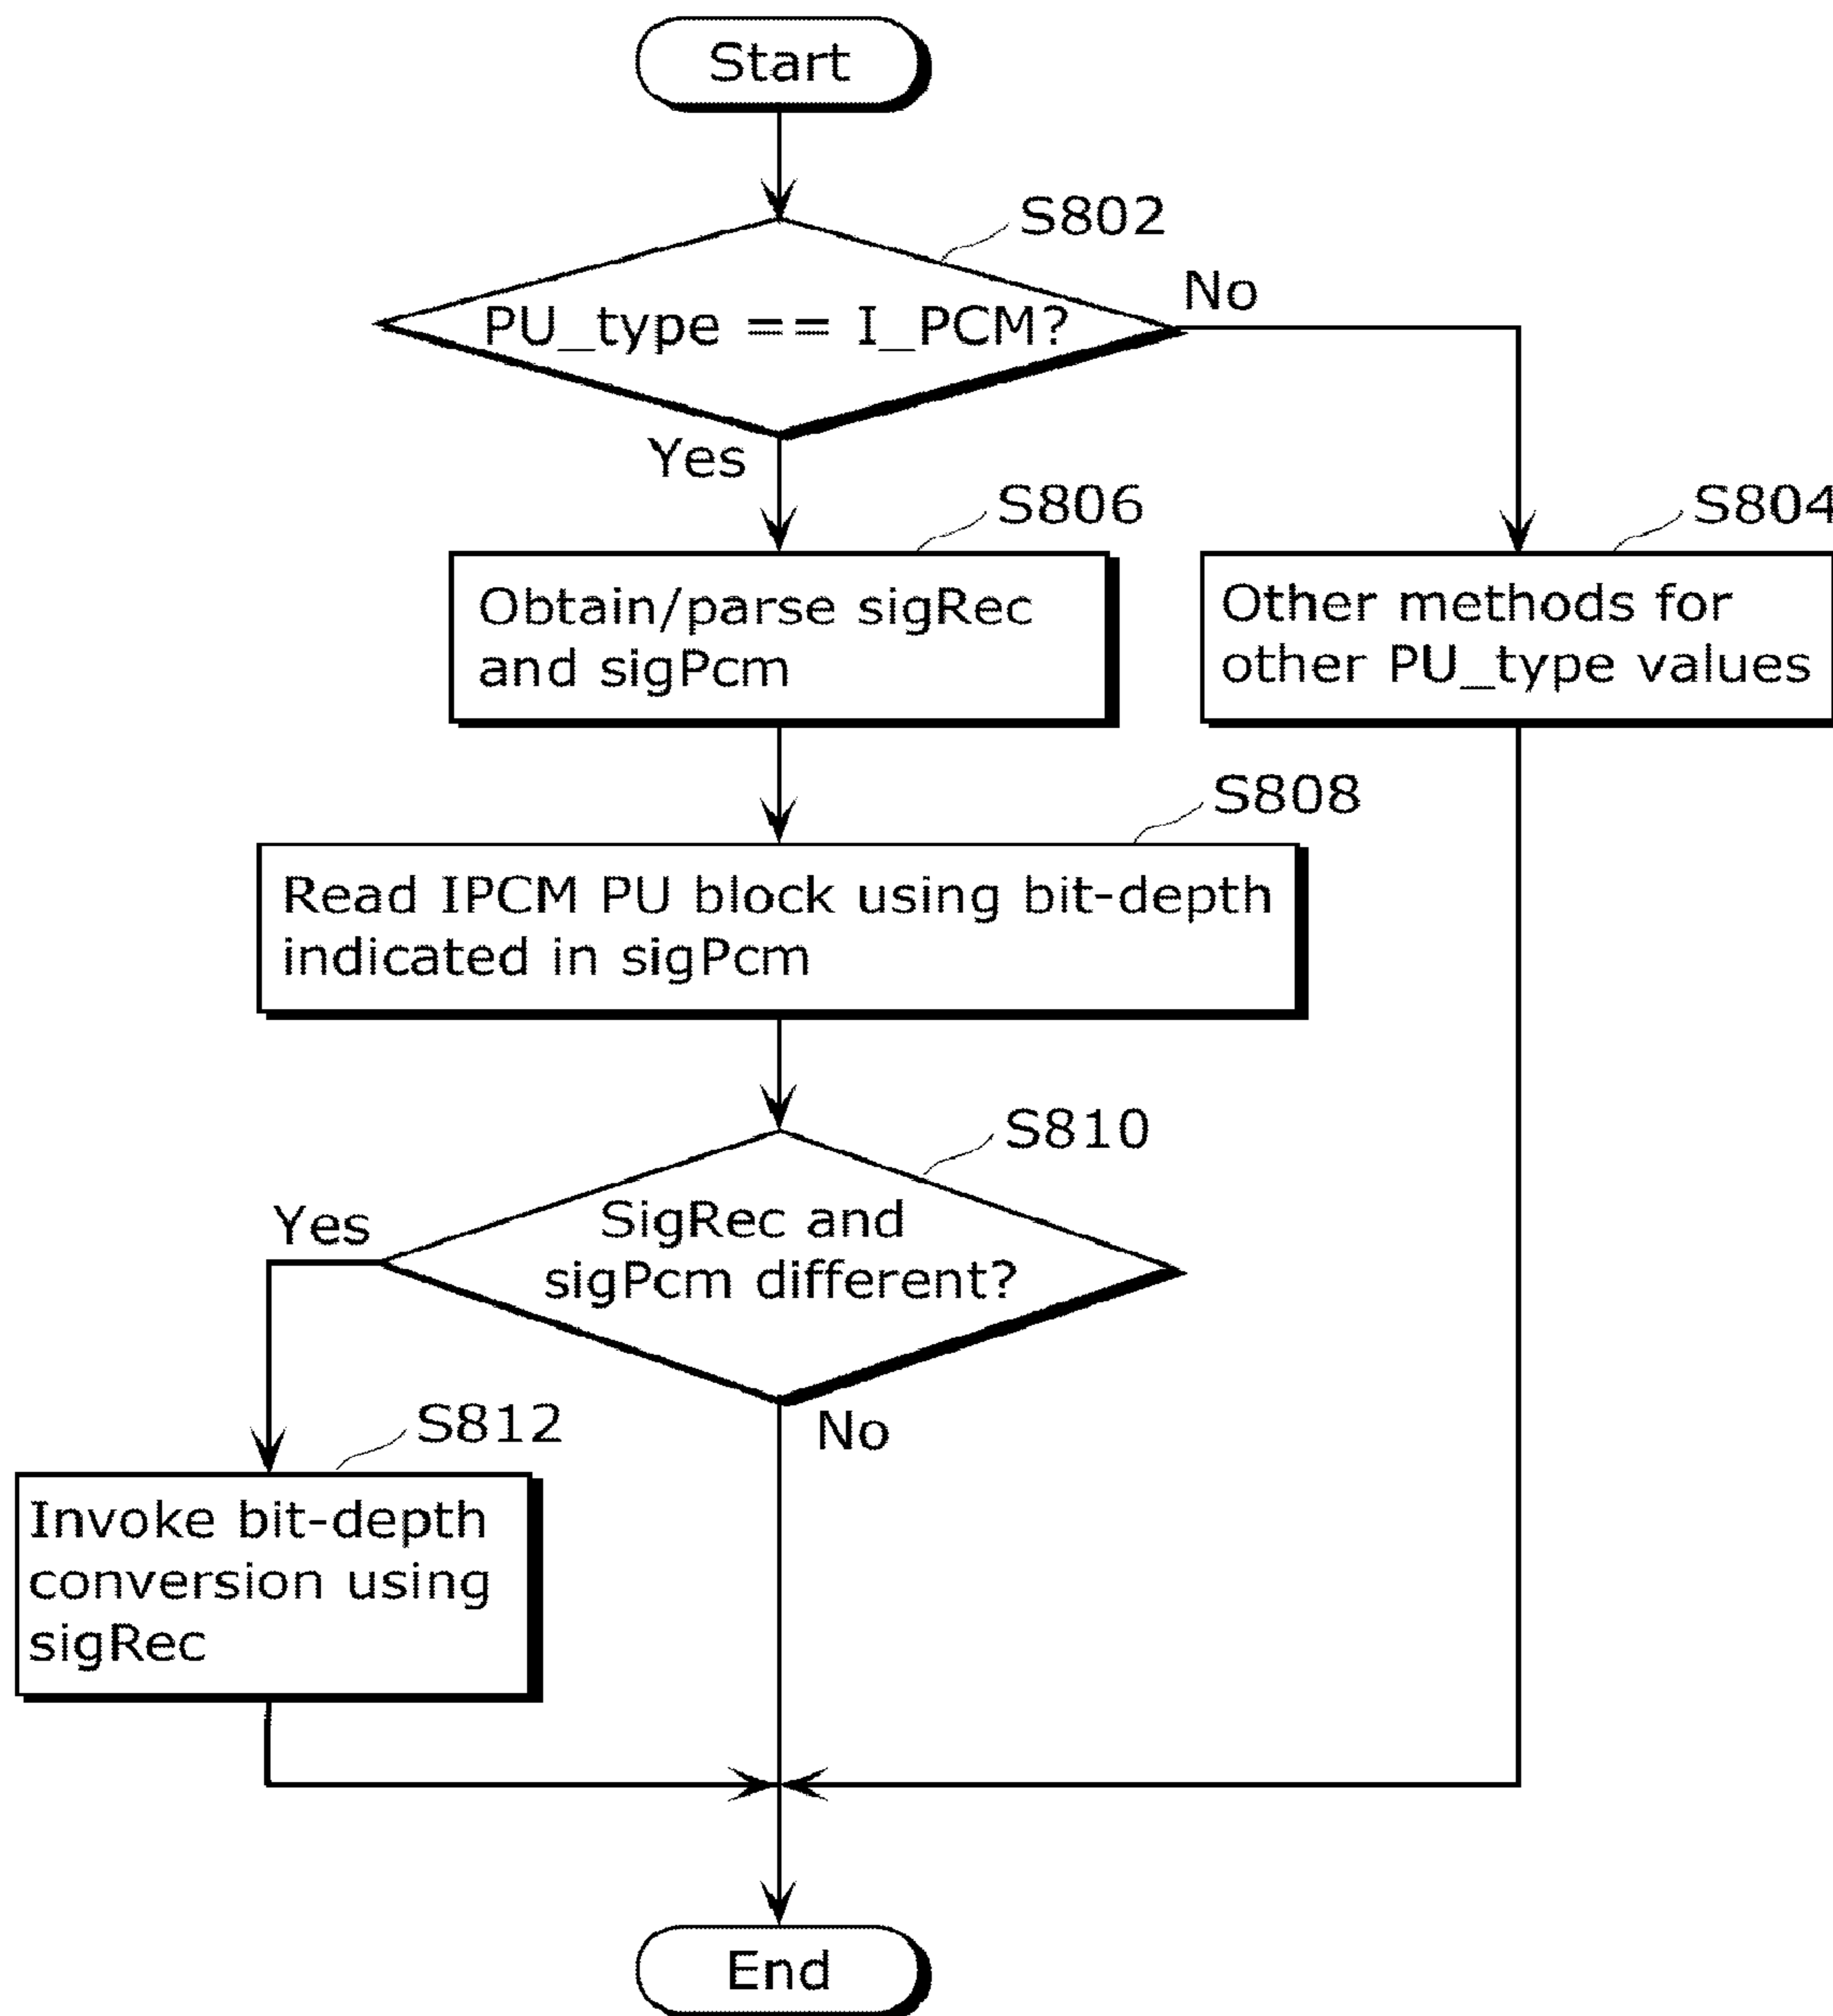 Start
S802
PU_type == I_PCM?
No
Yes
S806
S804
Obtain/parse sigRec
and sigPcm
Other methods for
other PU_type values
S808
Read IPCM PU block using bit-depth
indicated in sigPcm
S810
SigRec and
sigPcm different?
Yes
No
S812
Invoke bit-depth
conversion using
sigRec
End